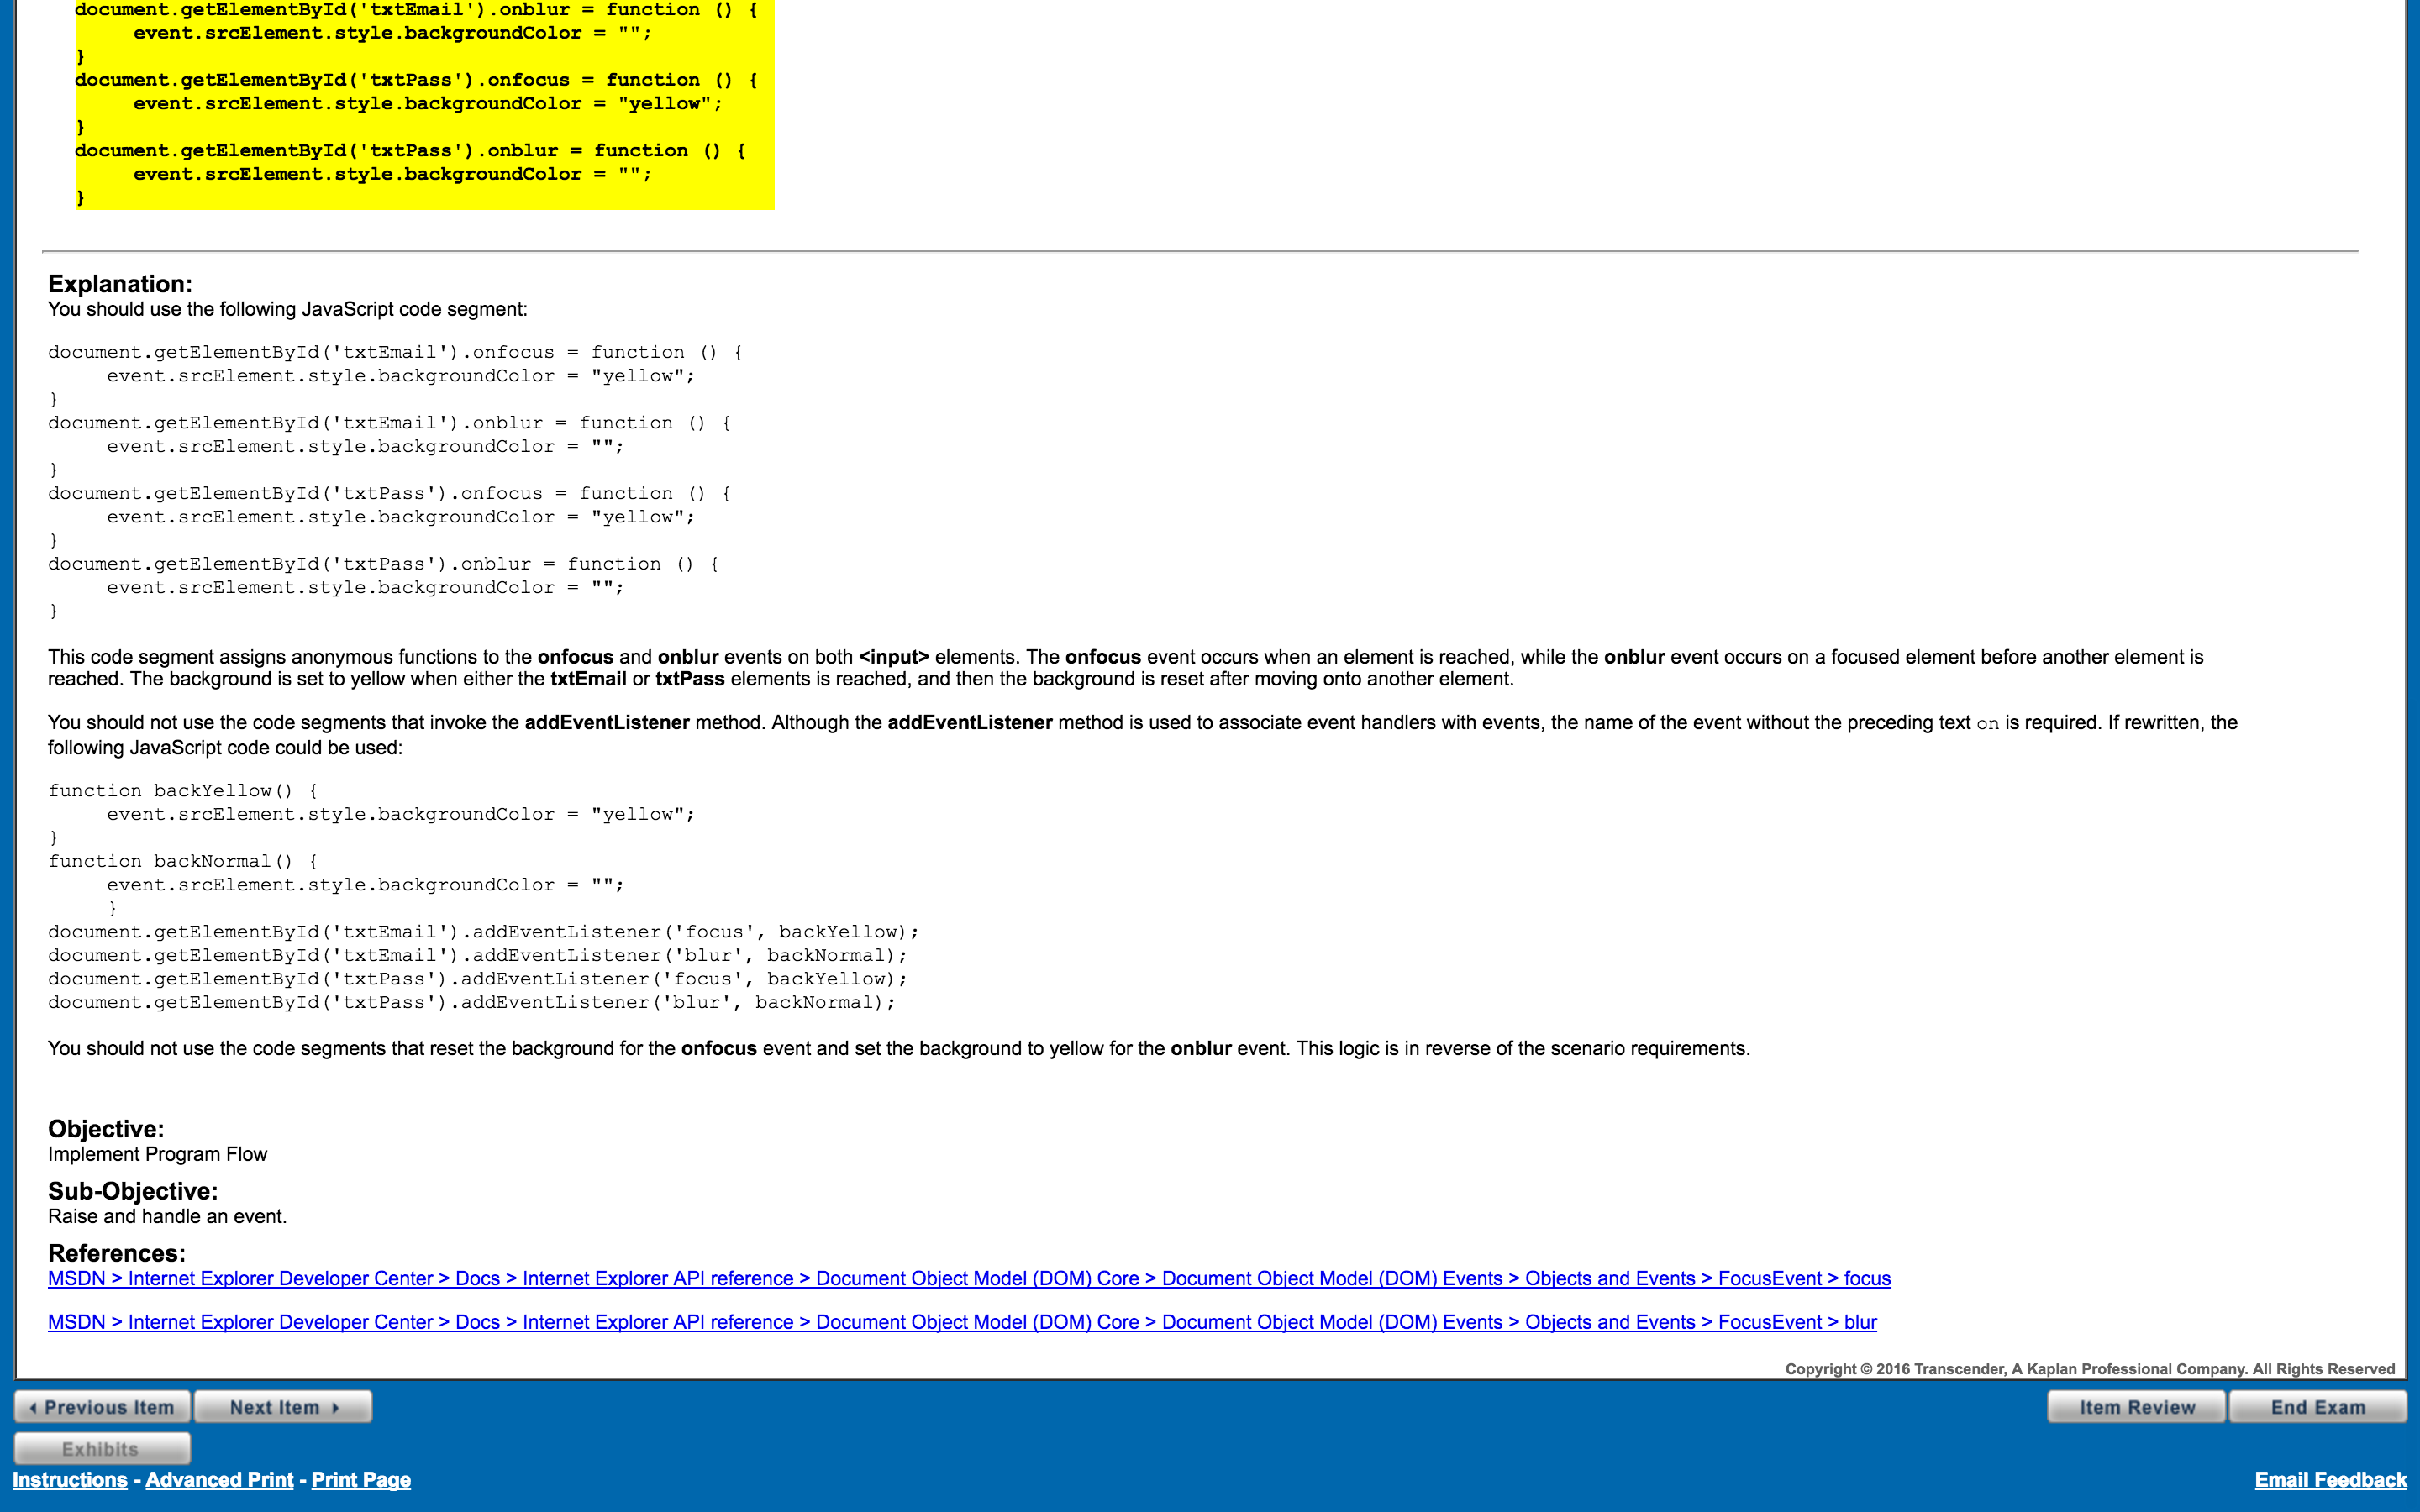 document.getElementById('txtEmail').onblur = function () {
     event.srcElement.style.backgroundColor = "";
}
document.getElementById('txtPass').onfocus = function () {
     event.srcElement.style.backgroundColor = "yellow";
}
document.getElementById('txtPass').onblur = function () {
     event.srcElement.style.backgroundColor = "";
}
Explanation:
You should use the following JavaScript code segment:
document.getElementById('txtEmail').onfocus = function () {
     event.srcElement.style.backgroundColor = "yellow";
}
document.getElementById('txtEmail').onblur = function () {
     event.srcElement.style.backgroundColor = "";
}
document.getElementById('txtPass').onfocus = function () {
     event.srcElement.style.backgroundColor = "yellow";
}
document.getElementById('txtPass').onblur = function () {
     event.srcElement.style.backgroundColor = "";
}
This code segment assigns anonymous functions to the onfocus and onblur events on both <input> elements. The onfocus event occurs when an element is reached, while the onblur event occurs on a focused element before another element is
reached. The background is set to yellow when either the txtEmail or txtPass elements is reached, and then the background is reset after moving onto another element.
You should not use the code segments that invoke the addEventListener method. Although the addEventListener method is used to associate event handlers with events, the name of the event without the preceding text on is required. If rewritten, the
following JavaScript code could be used:
function backYellow() {
     event.srcElement.style.backgroundColor = "yellow";
}
function backNormal() {
     event.srcElement.style.backgroundColor = "";
     }
document.getElementById('txtEmail').addEventListener('focus', backYellow);
document.getElementById('txtEmail').addEventListener('blur', backNormal);
document.getElementById('txtPass').addEventListener('focus', backYellow);
document.getElementById('txtPass').addEventListener('blur', backNormal);
You should not use the code segments that reset the background for the onfocus event and set the background to yellow for the onblur event. This logic is in reverse of the scenario requirements.
Objective:
Implement Program Flow
Sub-Objective:
Raise and handle an event.
References:
MSDN > Internet Explorer Developer Center > Docs > Internet Explorer API reference > Document Object Model (DOM) Core > Document Object Model (DOM) Events > Objects and Events > FocusEvent > focus
MSDN > Internet Explorer Developer Center > Docs > Internet Explorer API reference > Document Object Model (DOM) Core > Document Object Model (DOM) Events > Objects and Events > FocusEvent > blur
Copyright © 2016 Transcender, A Kaplan Professional Company. All Rights Reserved
Previous Item Next Item Item Review End Exam
Exhibits
Instructions - Advanced Print - Print Page Email Feedback